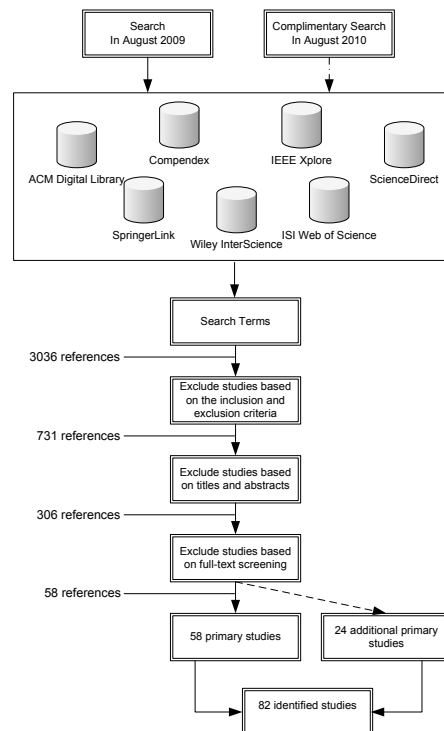 Search
In August 2009
Complimentary Search
In August 2010
Compendex
IEEE Xplore
ACM Digital Library
ScienceDirect
SpringerLink
Wiley InterScience
ISI Web of Science
Search Terms
3036 references
Exclude studies based
on the inclusion and
exclusion criteria
731 references
Exclude studies based
on titles and abstracts
306 references
Exclude studies based
on full-text screening
58 references
58 primary studies
24 additional primary
studies
82 identified studies